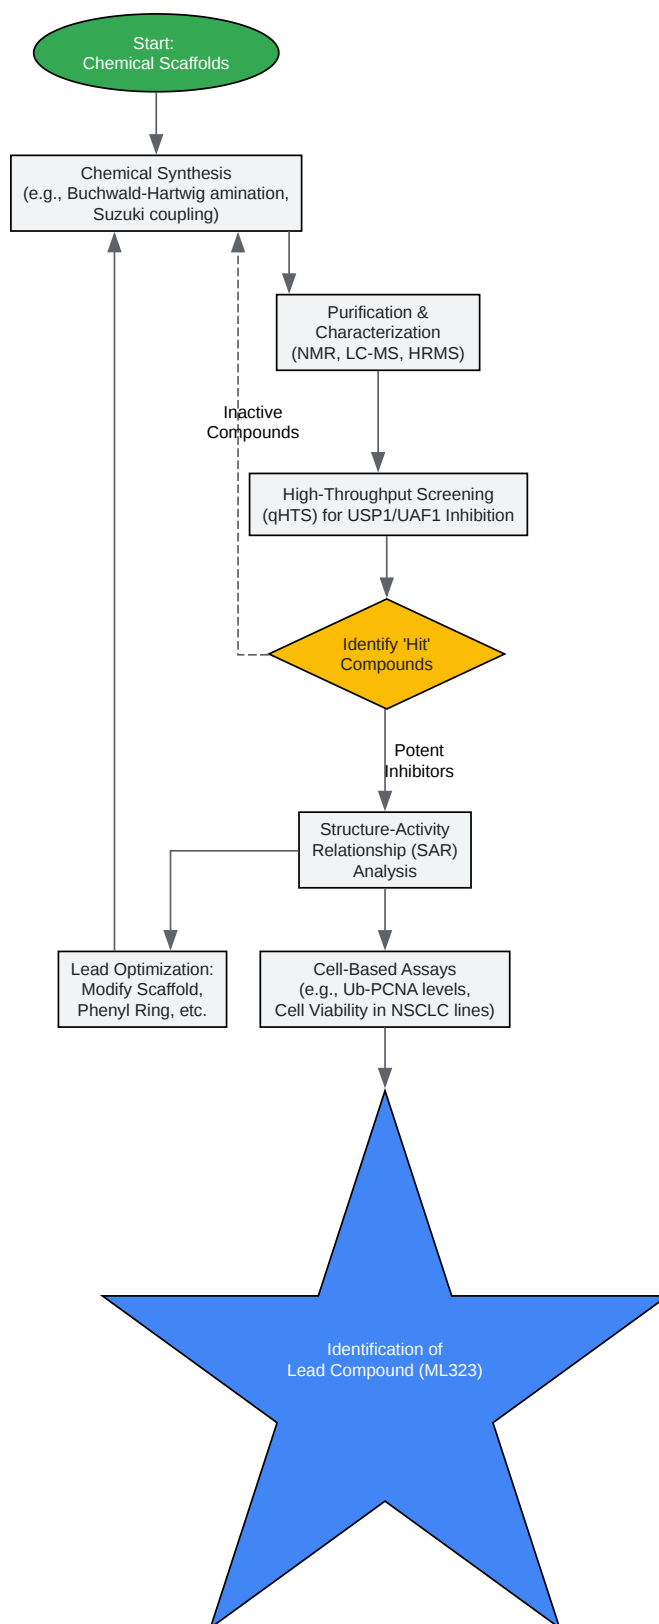 Start:
Chemical Scaffolds
Chemical Synthesis
(e.g., Buchwald-Hartwig amination,
Suzuki coupling)
Purification &
Characterization
(NMR, LC-MS, HRMS)
Inactive
Compounds
High-Throughput Screening
(qHTS) for USP1/UAF1 Inhibition
Identify 'Hit'
Compounds
Potent
Inhibitors
Structure-Activity
Relationship (SAR)
Analysis
Lead Optimization:
Modify Scaffold,
Phenyl Ring, etc.
Cell-Based Assays
(e.g., Ub-PCNA levels,
Cell Viability in NSCLC lines)
Identification of
Lead Compound (ML323)